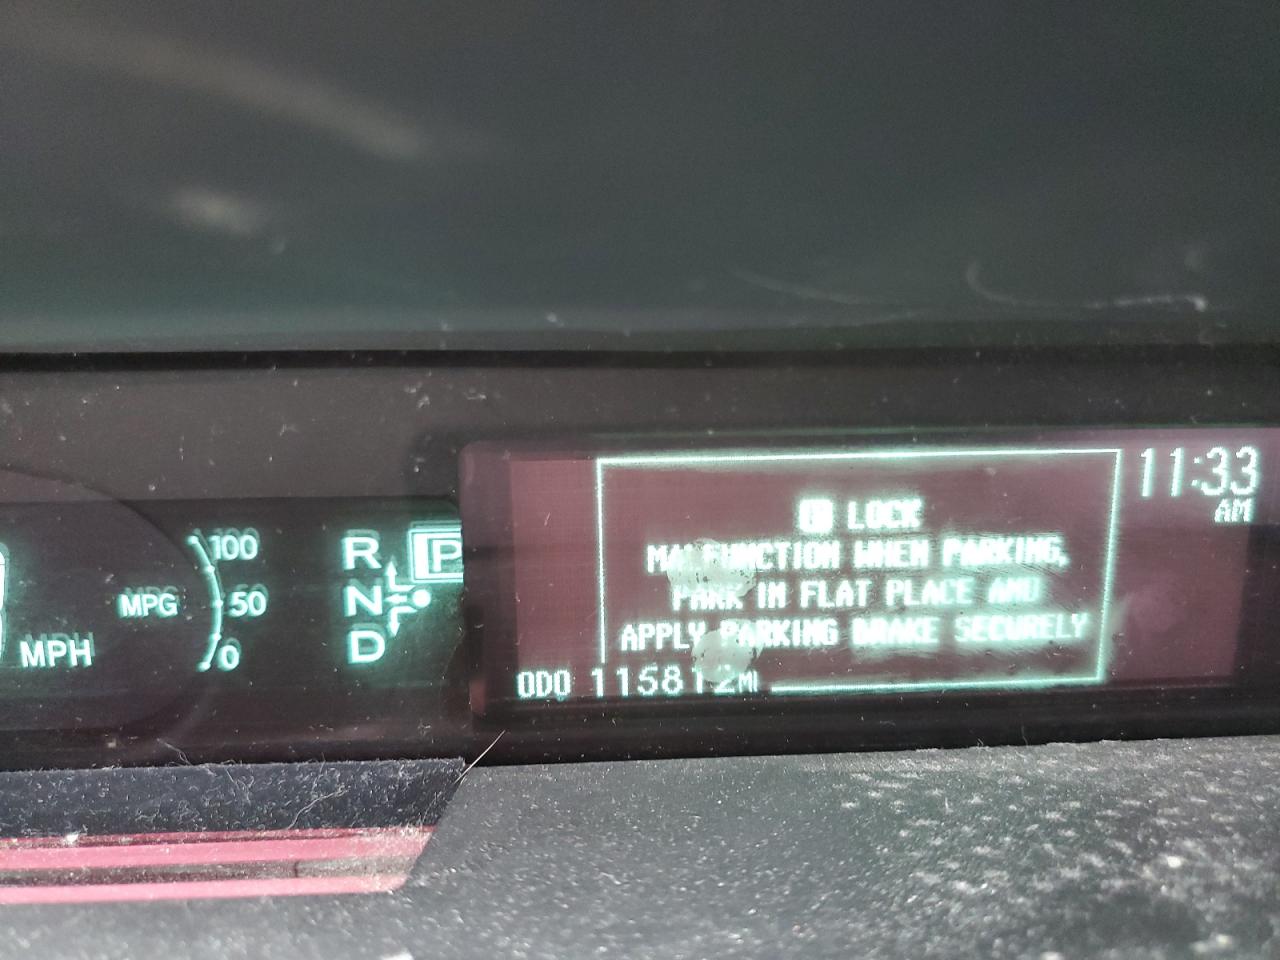 100
MPG 50
0
MPH
R P
N
D
P LOCK
MALFUNCTION WHEN PARKING,
PARK IN FLAT PLACE AND
APPLY PARKING BRAKE SECURELY
ODO 115812MI
11:33
AM